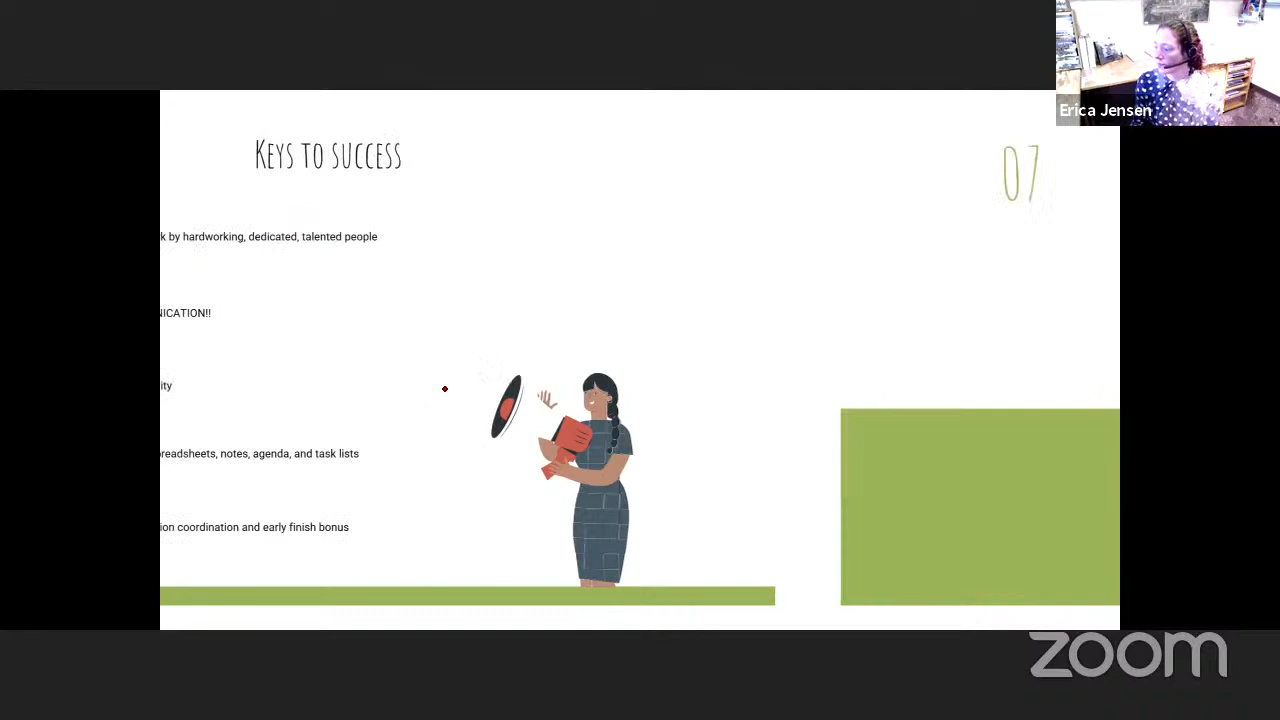 Erica Jensen
Keys to success
07
k by hardworking, dedicated, talented people
NICATION!!
ity
readsheets, notes, agenda, and task lists
ion coordination and early finish bonus
zoom